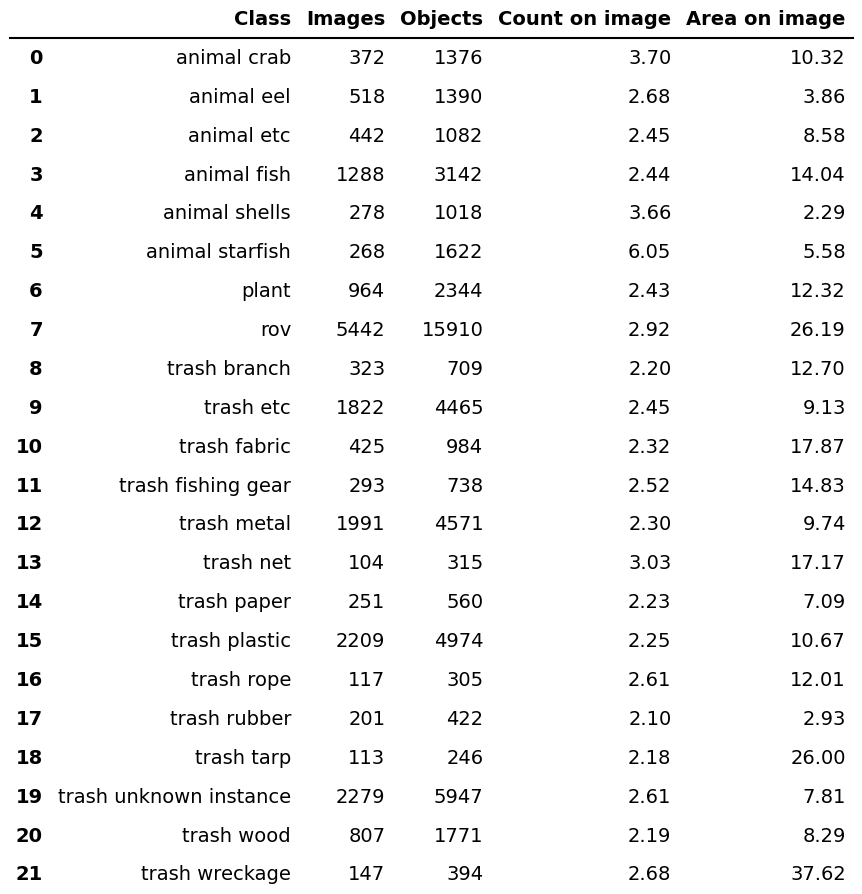 Class Images Objects Count on image Area on image
0 animal crab 372 1376 3.70 10.32
1 animal eel 518 1390 2.68 3.86
2 animal etc 442 1082 2.45 8.58
3 animal fish 1288 3142 2.44 14.04
4 animal shells 278 1018 3.66 2.29
5 animal starfish 268 1622 6.05 5.58
6 plant 964 2344 2.43 12.32
7 rov 5442 15910 2.92 26.19
8 trash branch 323 709 2.20 12.70
9 trash etc 1822 4465 2.45 9.13
10 trash fabric 425 984 2.32 17.87
11 trash fishing gear 293 738 2.52 14.83
12 trash metal 1991 4571 2.30 9.74
13 trash net 104 315 3.03 17.17
14 trash paper 251 560 2.23 7.09
15 trash plastic 2209 4974 2.25 10.67
16 trash rope 117 305 2.61 12.01
17 trash rubber 201 422 2.10 2.93
18 trash tarp 113 246 2.18 26.00
19 trash unknown instance 2279 5947 2.61 7.81
20 trash wood 807 1771 2.19 8.29
21 trash wreckage 147 394 2.68 37.62